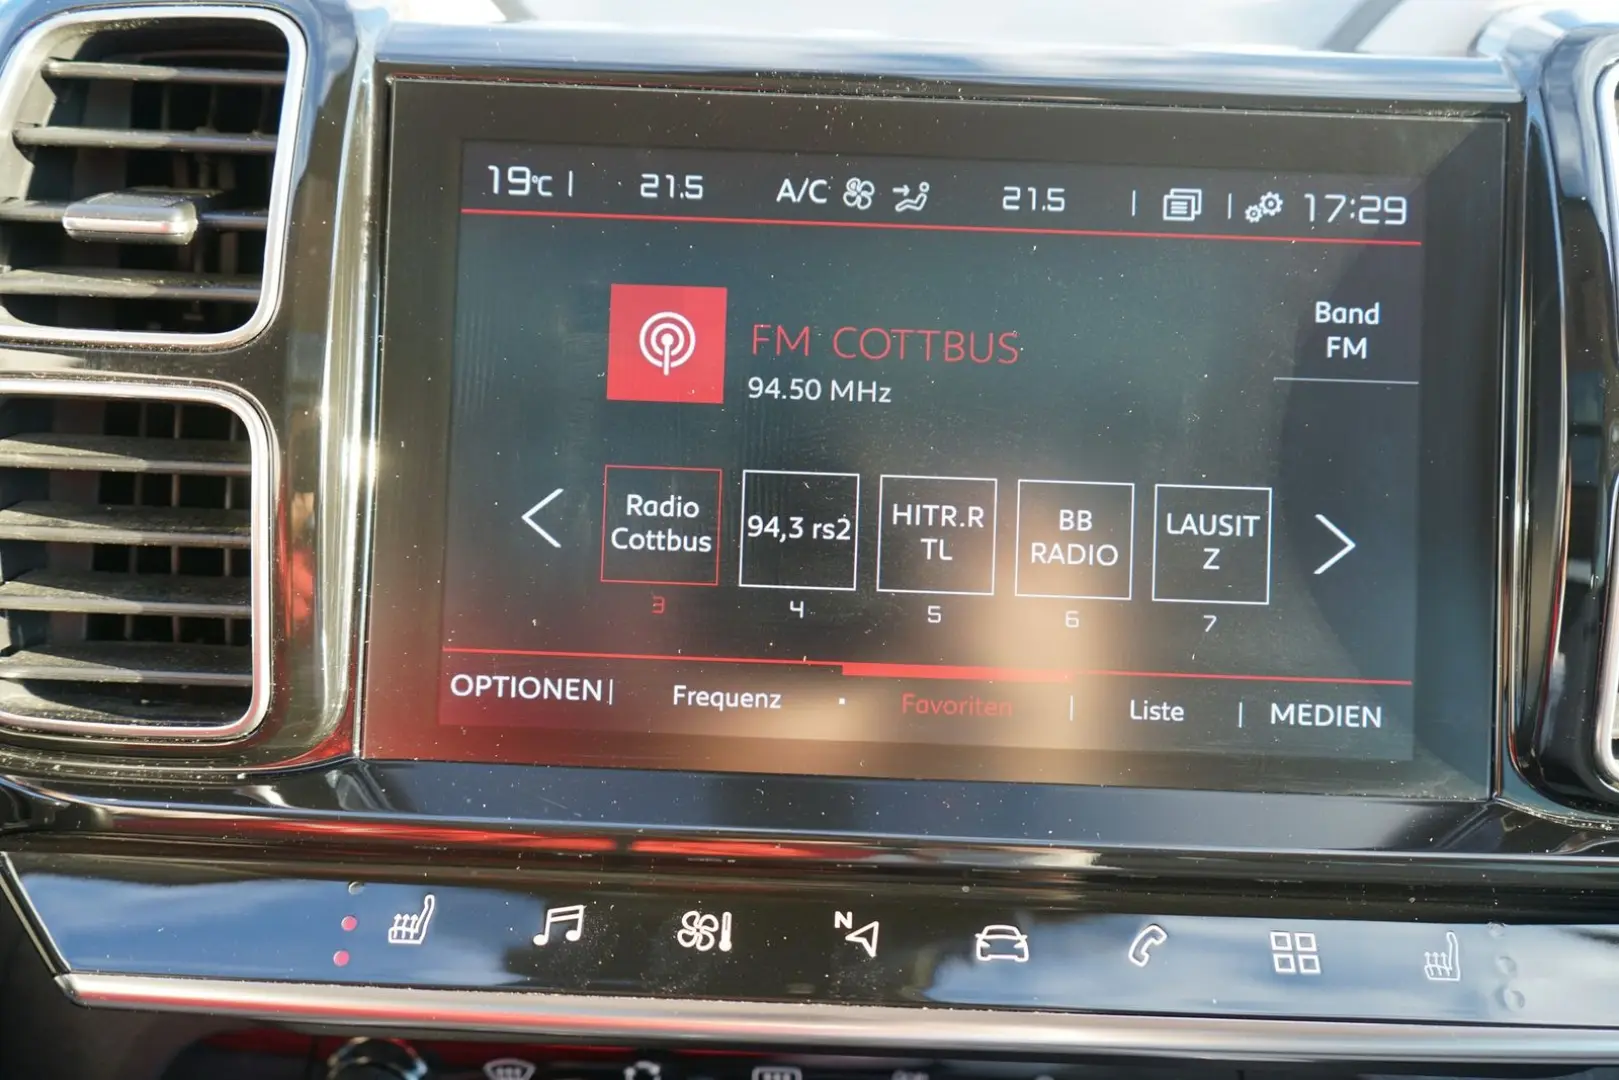 19°C | 21.5 A/C 21.5 | | 17:29
Band
FM
FM COTTBUS
94.50 MHz
Radio
Cottbus
3
94,3 rs2
4
HITR.R
TL
5
BB
RADIO
6
LAUSIT
Z
7
OPTIONEN | Frequenz · Favoriten | Liste | MEDIEN
N